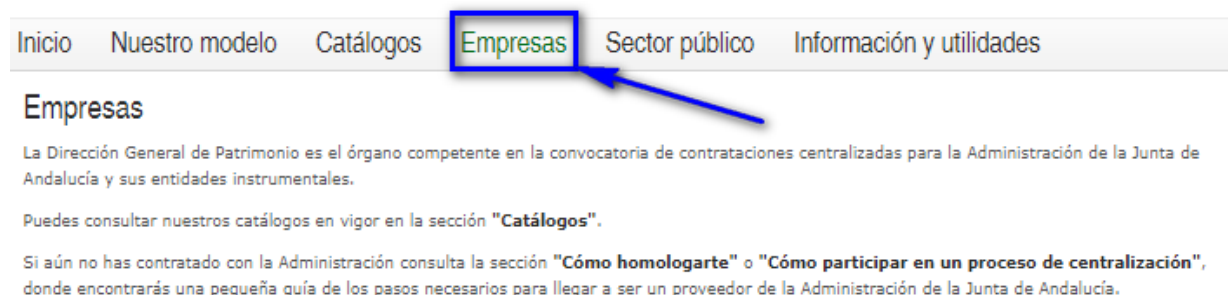 Inicio Nuestro modelo Catálogos Empresas Sector público Información y utilidades
Empresas
La Dirección General de Patrimonio es el órgano competente en la convocatoria de contrataciones centralizadas para la Administración de la Junta de
Andalucía y sus entidades instrumentales.
Puedes consultar nuestros catálogos en vigor en la sección "Catálogos".
Si aún no has contratado con la Administración consulta la sección "Cómo homologarte" o "Cómo participar en un proceso de centralización",
donde encontrarás una pequeña guía de los pasos necesarios para llegar a ser un proveedor de la Administración de la Junta de Andalucía.